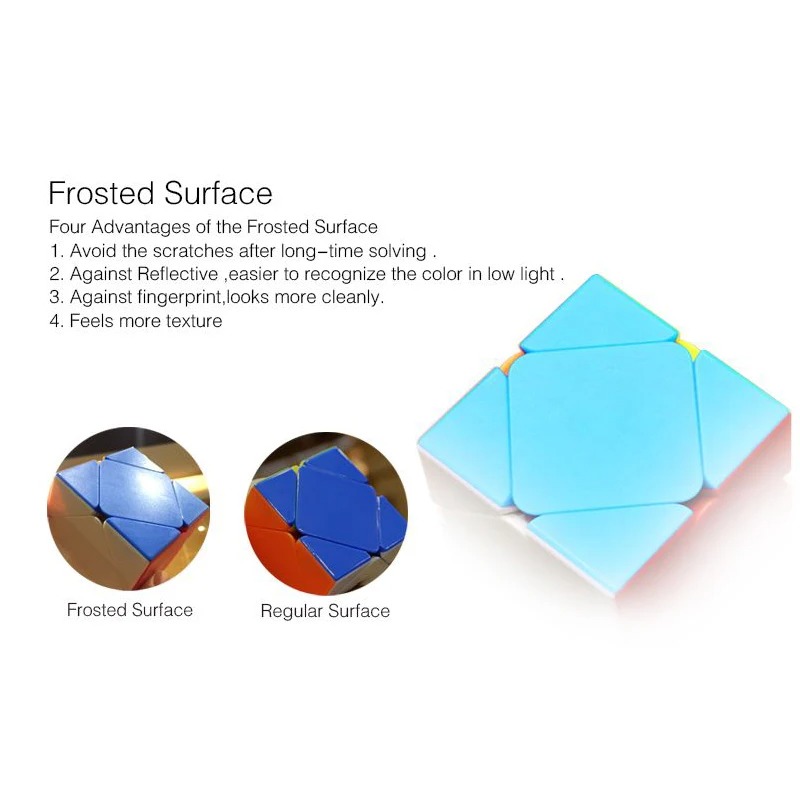 Frosted Surface
Four Advantages of the Frosted Surface
1. Avoid the scratches after long-time solving .
2. Against Reflective ,easier to recognize the color in low light .
3. Against fingerprint,looks more cleanly.
4. Feels more texture
Frosted Surface
Regular Surface